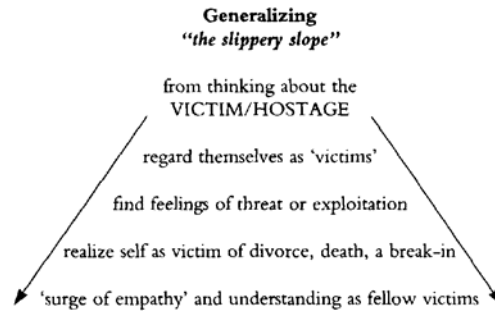 Generalizing
"the slippery slope"
from thinking about the
VICTIM/HOSTAGE
regard themselves as ‘victims’
find feelings of threat or exploitation
realize self as victim of divorce, death, a break-in
‘surge of empathy’ and understanding as fellow victims